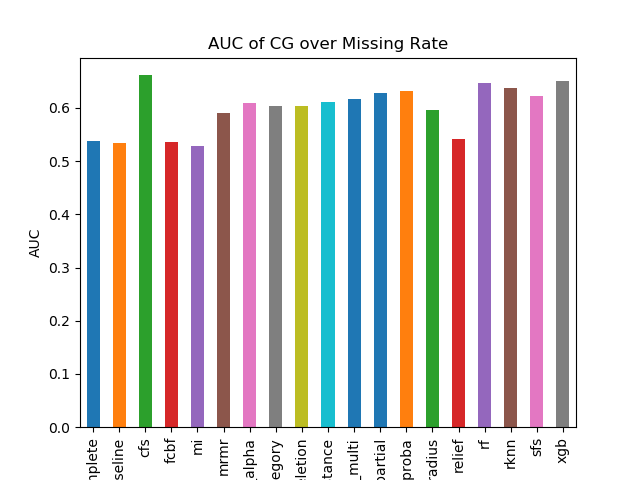 AUC of CG over Missing Rate
AUC
0.6
0.5
0.4
0.3
0.2
0.1
0.0
mplete
seline
cfs
fcbf
mi
mrmr
_alpha
egory
letion
tance
_multi
partial
proba
radius
relief
rf
rknn
sfs
xgb